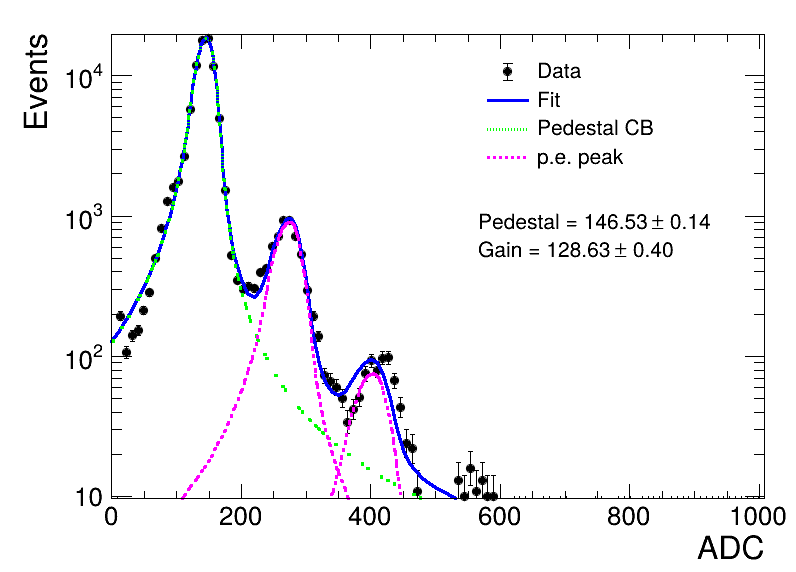 Events
10⁴
10³
10²
10
Data
Fit
Pedestal CB
p.e. peak
Pedestal = 146.53 ± 0.14
Gain = 128.63 ± 0.40
0 200 400 600 800 1000
ADC